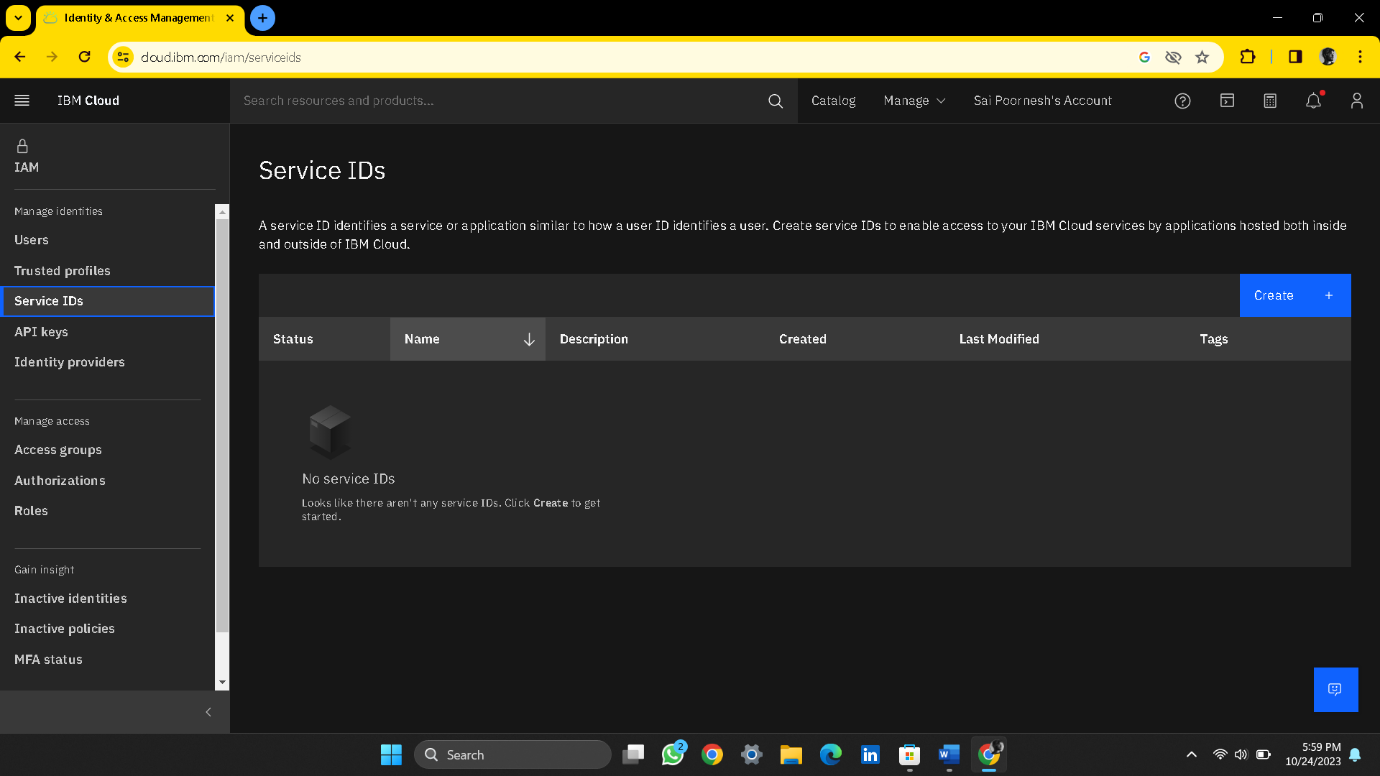 Identity & Access Management
cloud.ibm.com/iam/serviceids
IBM Cloud
Search resources and products...
Catalog
Manage
Sai Poornesh's Account
IAM
Manage identities
Users
Trusted profiles
Service IDs
API keys
Identity providers
Manage access
Access groups
Authorizations
Roles
Gain insight
Inactive identities
Inactive policies
MFA status
Service IDs
A service ID identifies a service or application similar to how a user ID identifies a user. Create service IDs to enable access to your IBM Cloud services by applications hosted both inside
and outside of IBM Cloud.
Create +
Status Name Description Created Last Modified Tags
No service IDs
Looks like there aren't any service IDs. Click Create to get
started.
Search
2
5:59 PM
10/24/2023